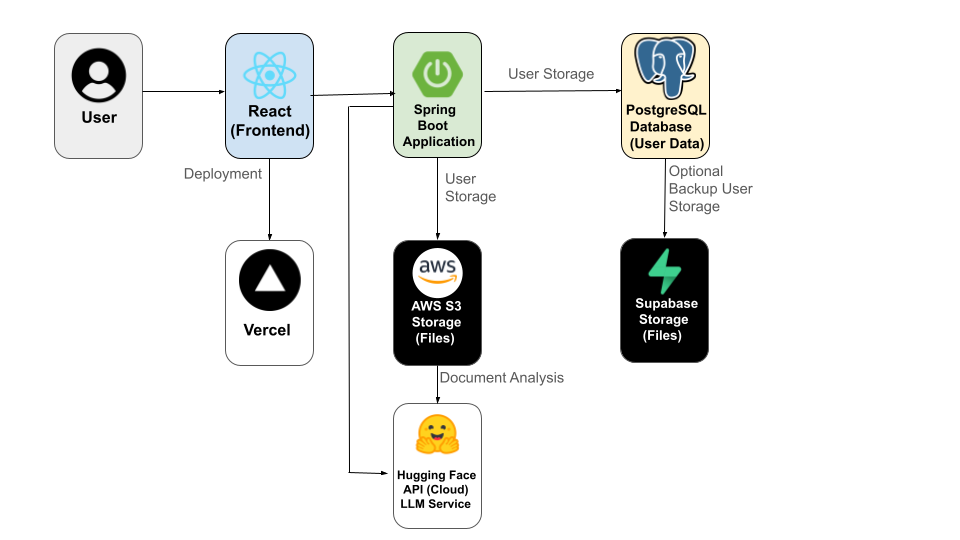 User
React
(Frontend)
Spring
Boot
Application
User Storage
PostgreSQL
Database
(User Data)
Deployment
User
Storage
Optional
Backup User
Storage
Vercel
aws
AWS S3
Storage
(Files)
Supabase
Storage
(Files)
Document Analysis
Hugging Face
API (Cloud)
LLM Service